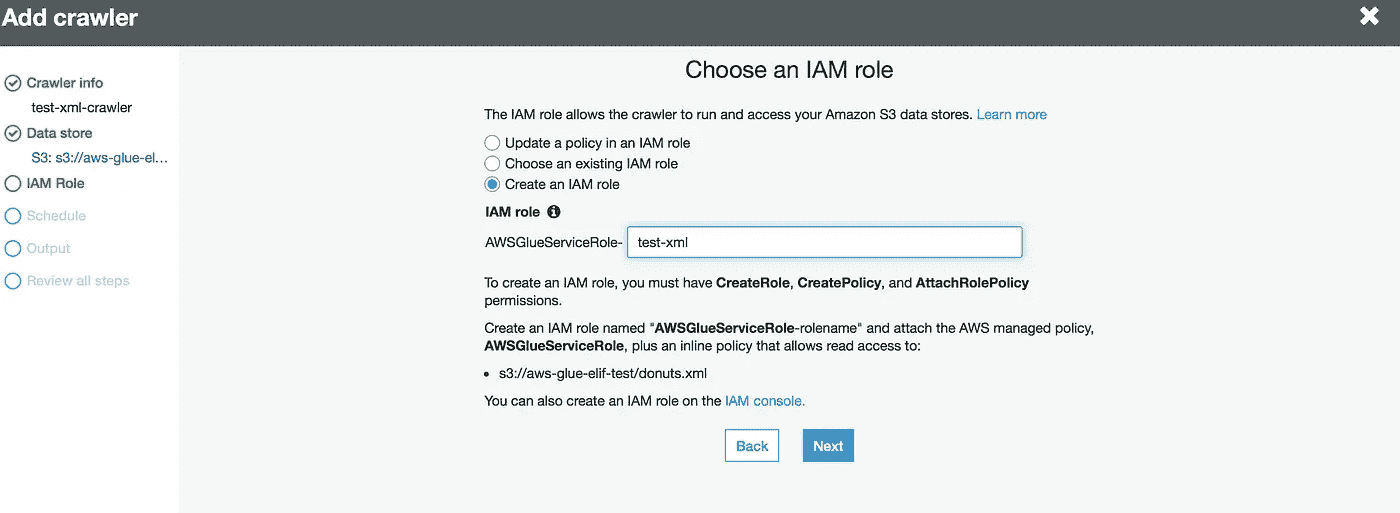 Add crawler
Crawler info
test-xml-crawler
Data store
S3: s3://aws-glue-el...
IAM Role
Schedule
Output
Review all steps
Choose an IAM role
The IAM role allows the crawler to run and access your Amazon S3 data stores. Learn more
Update a policy in an IAM role
Choose an existing IAM role
Create an IAM role
IAM role
AWSGlueServiceRole- test-xml
To create an IAM role, you must have CreateRole, CreatePolicy, and AttachRolePolicy
permissions.
Create an IAM role named "AWSGlueServiceRole-rolename" and attach the AWS managed policy,
AWSGlueServiceRole, plus an inline policy that allows read access to:
s3://aws-glue-elif-test/donuts.xml
You can also create an IAM role on the IAM console.
Back Next